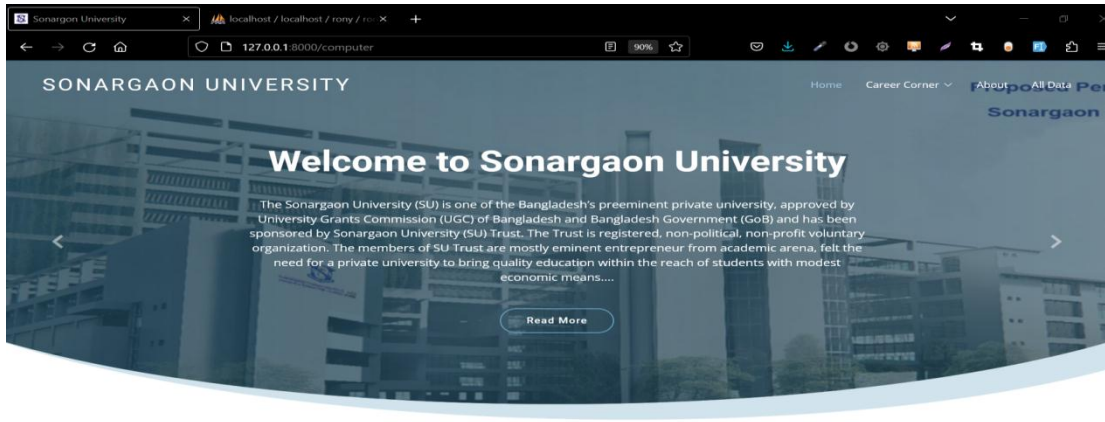 Sonargon University
localhost / localhost / rony / ro
127.0.0.1:8000/computer
90%
SONARGAON UNIVERSITY
Home Career Corner About All Data
Proposed Per
Sonargaon
Welcome to Sonargaon University
The Sonargaon University (SU) is one of the Bangladesh's preeminent private university, approved by
University Grants Commission (UGC) of Bangladesh and Bangladesh Government (GoB) and has been
sponsored by Sonargaon University (SU) Trust. The Trust is registered, non-political, non-profit voluntary
organization. The members of SU Trust are mostly eminent entrepreneur from academic arena, felt the
need for a private university to bring quality education within the reach of students with modest
economic means....
Read More